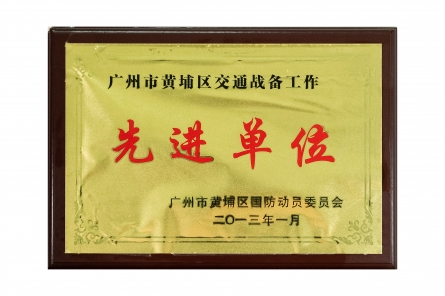 广州市黄埔区交通战备工作
先进单位
广州市黄埔区国防动员委员会
二〇一三年一月